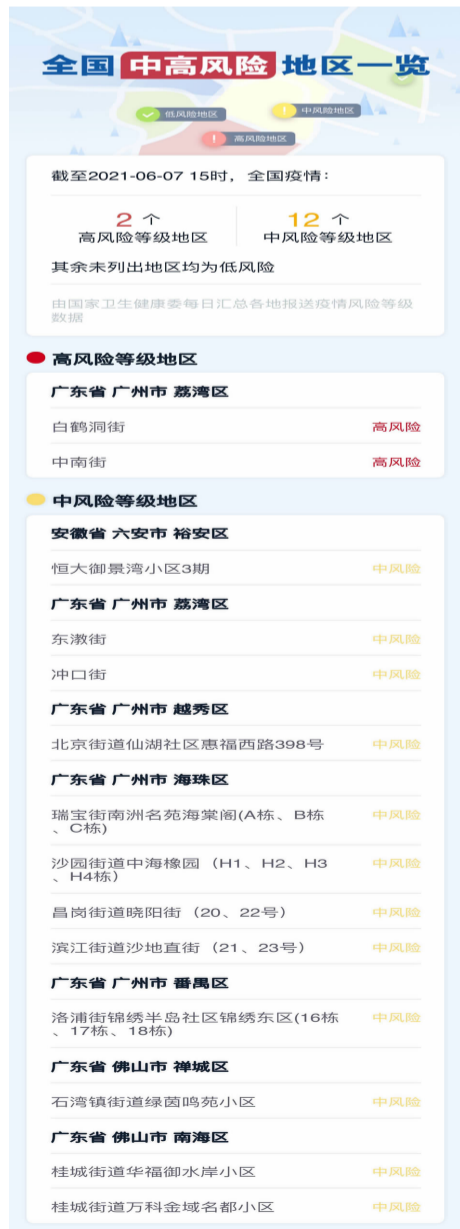 全国中高风险地区一览
低风险地区
中风险地区
高风险地区
截至2021-06-07 15时，全国疫情：
2个 12个
高风险等级地区 中风险等级地区
其余未列出地区均为低风险
由国家卫生健康委每日汇总各地报送疫情风险等级
数据
高风险等级地区
广东省 广州市 荔湾区
白鹤洞街 高风险
中南街 高风险
中风险等级地区
安徽省 六安市 裕安区
恒大御景湾小区3期 中风险
广东省 广州市 荔湾区
东漖街 中风险
冲口街 中风险
广东省 广州市 越秀区
北京街道仙湖社区惠福西路398号 中风险
广东省 广州市 海珠区
瑞宝街南洲名苑海棠阁(A栋、B栋 中风险
、C栋)
沙园街道中海橡园（H1、H2、H3 中风险
、H4栋）
昌岗街道晓阳街（20、22号） 中风险
滨江街道沙地直街（21、23号） 中风险
广东省 广州市 番禺区
洛浦街锦绣半岛社区锦绣东区(16栋 中风险
、17栋、18栋)
广东省 佛山市 禅城区
石湾镇街道绿茵鸣苑小区 中风险
广东省 佛山市 南海区
桂城街道华福御水岸小区 中风险
桂城街道万科金域名都小区 中风险